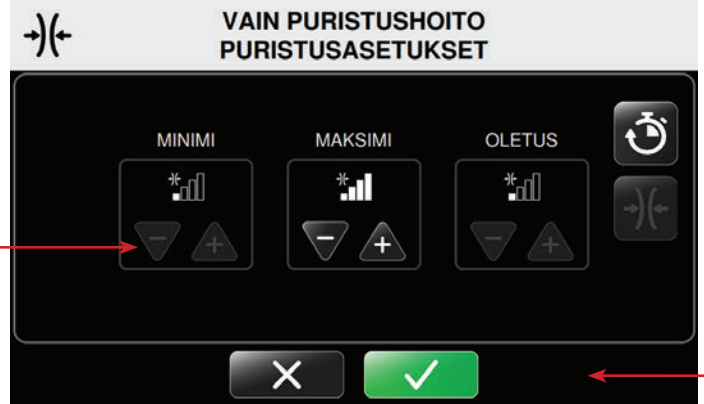 VAIN PURISTUSHOITO
PURISTUSASETUKSET
MINIMI MAKSIMI OLETUS